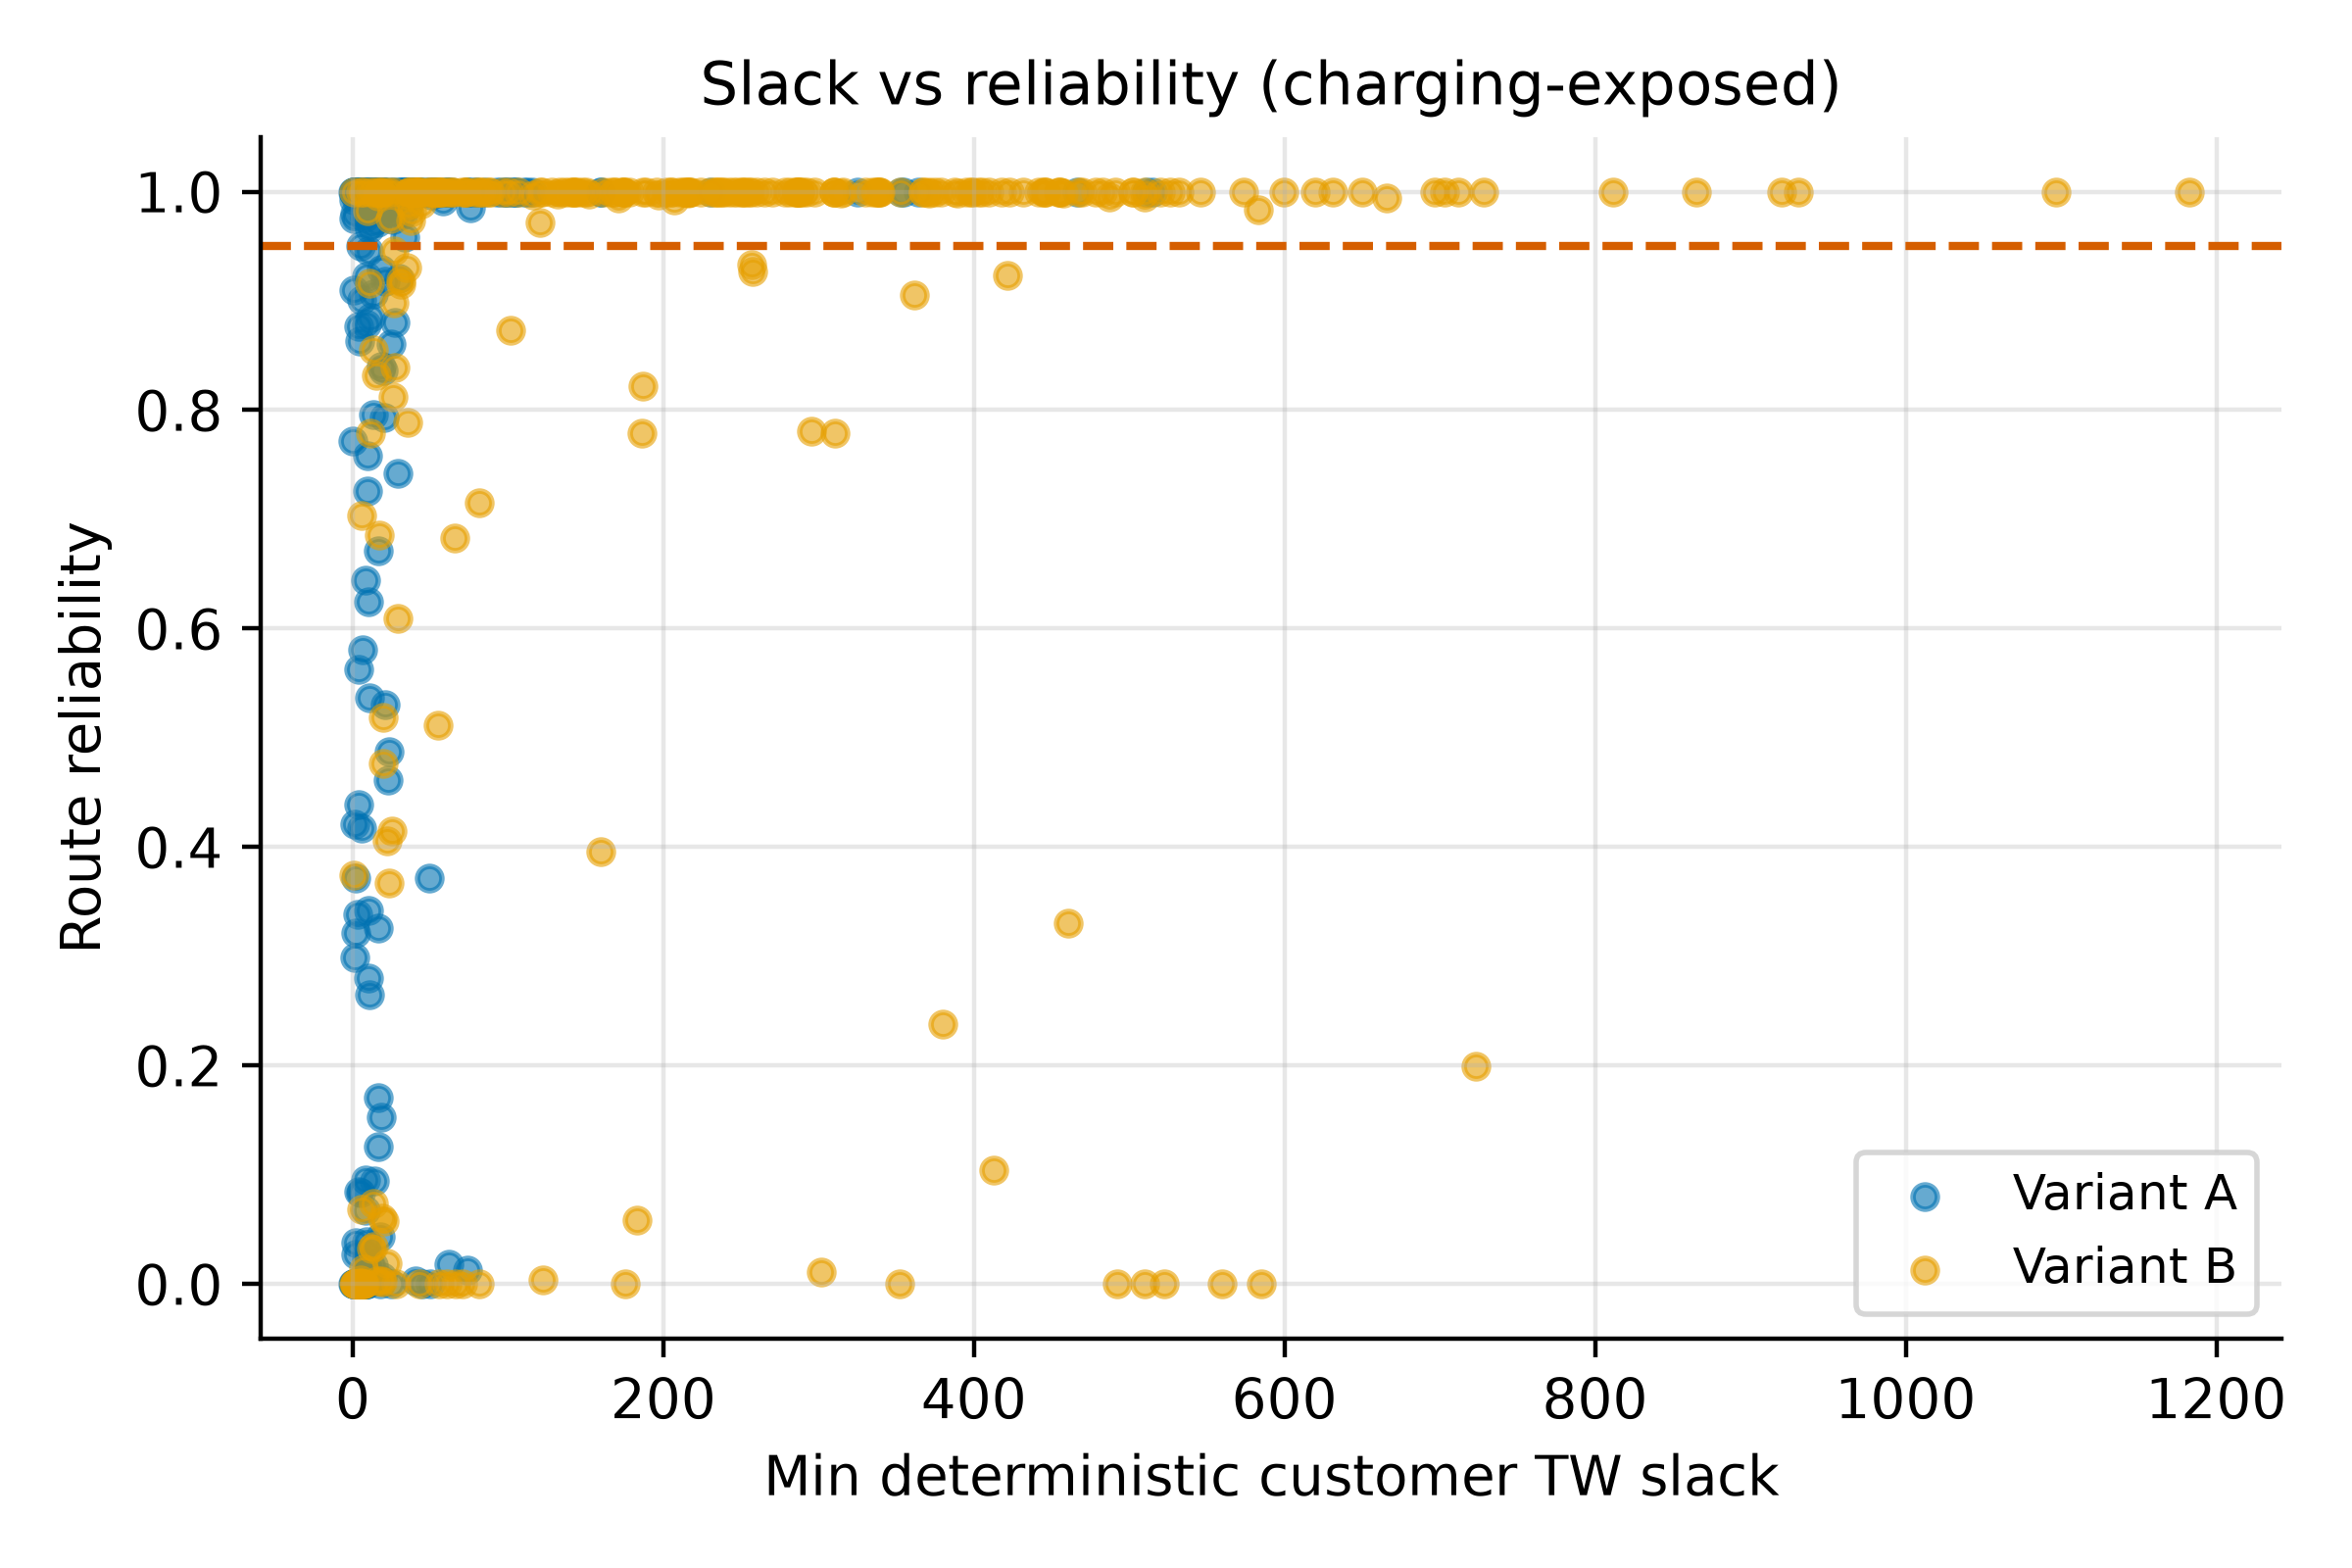 Slack vs reliability (charging-exposed)
1.0
0.8
0.6
0.4
0.2
0.0
Route reliability
0 200 400 600 800 1000 1200
Min deterministic customer TW slack
Variant A
Variant B